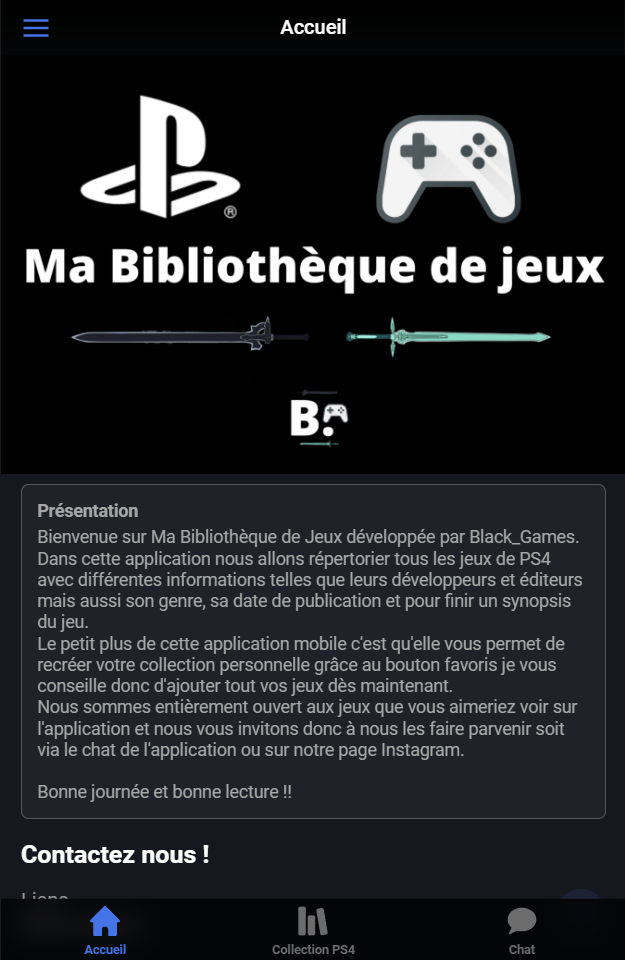 Accueil
®
Ma Bibliothèque de jeux
B.
Présentation
Bienvenue sur Ma Bibliothèque de Jeux développée par Black_Games.
Dans cette application nous allons répertorier tous les jeux de PS4
avec différentes informations telles que leurs développeurs et éditeurs
mais aussi son genre, sa date de publication et pour finir un synopsis
du jeu.
Le petit plus de cette application mobile c'est qu'elle vous permet de
recréer votre collection personnelle grâce au bouton favoris je vous
conseille donc d'ajouter tout vos jeux dès maintenant.
Nous sommes entièrement ouvert aux jeux que vous aimeriez voir sur
l'application et nous vous invitons donc à nous les faire parvenir soit
via le chat de l'application ou sur notre page Instagram.
Bonne journée et bonne lecture !!
Contactez nous !
Accueil
Collection PS4
Chat